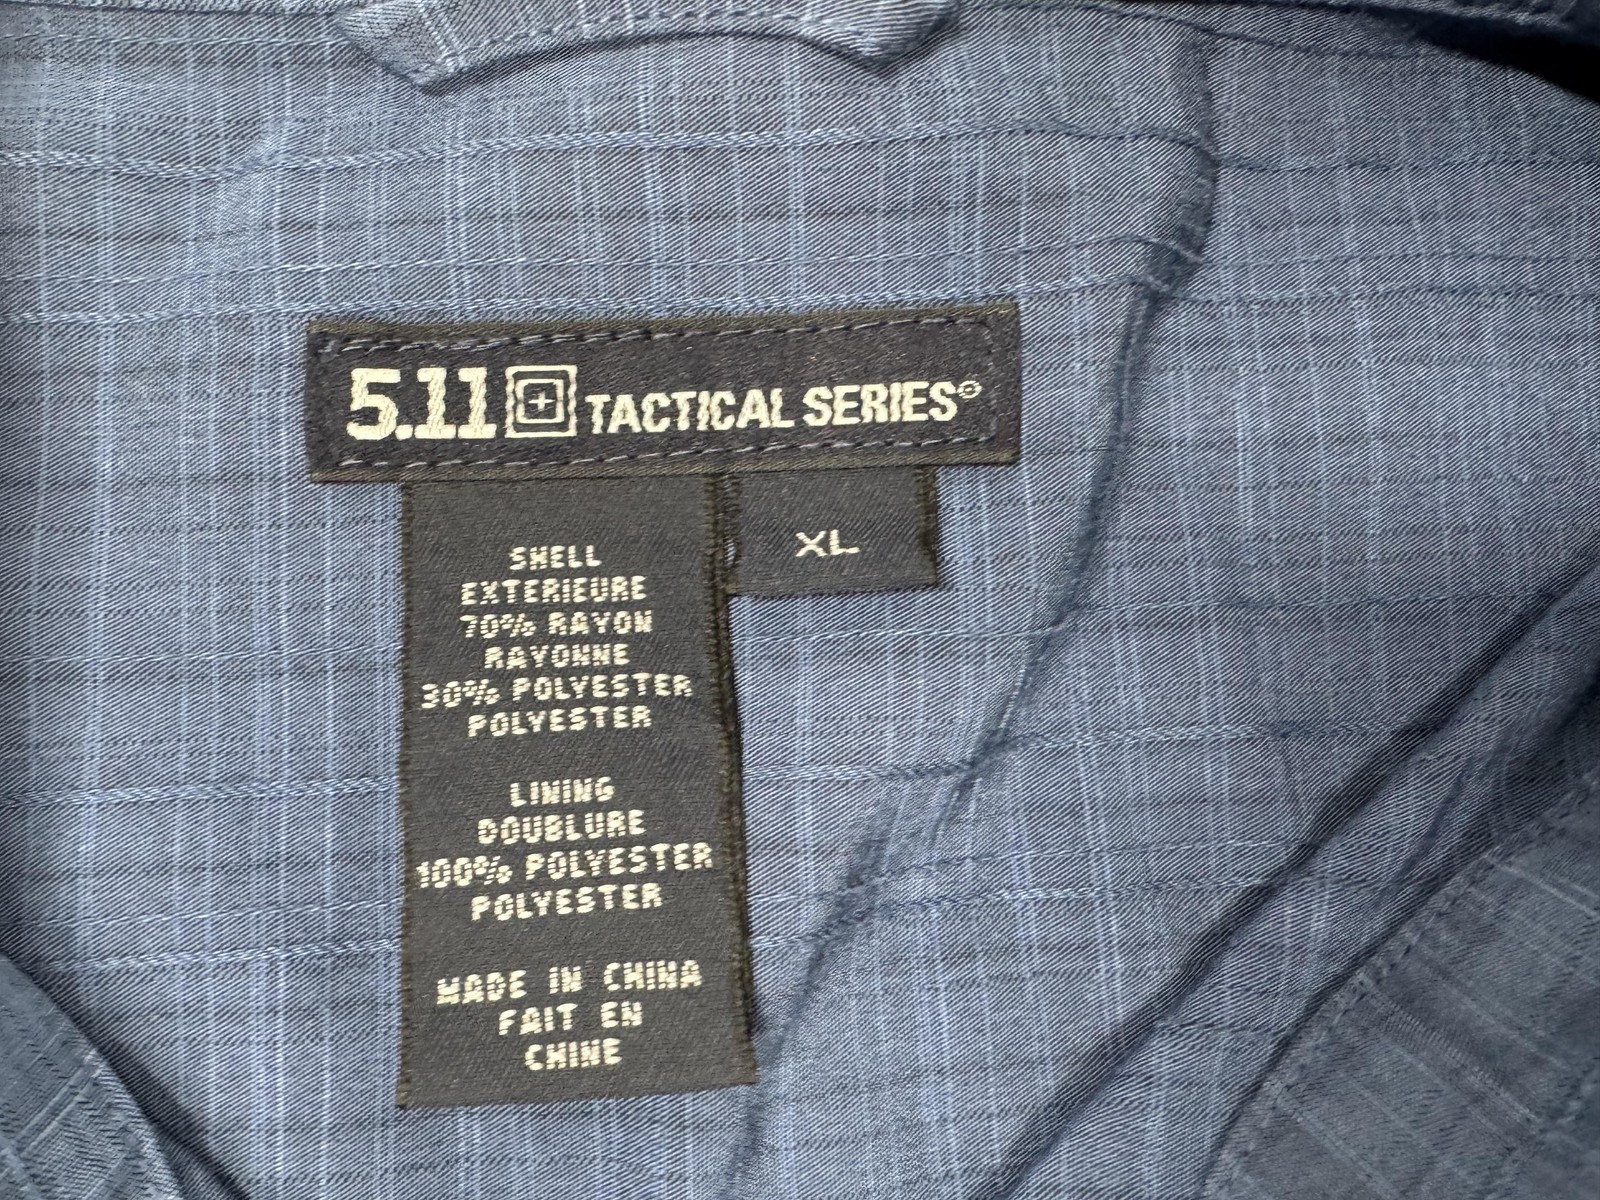 5.11 TACTICAL SERIES®
XL
SHELL
EXTERIEURE
70% RAYON
RAYONNE
30% POLYESTER
POLYESTER
LINING
DOUBLURE
100% POLYESTER
POLYESTER
MADE IN CHINA
FAIT EN
CHINE